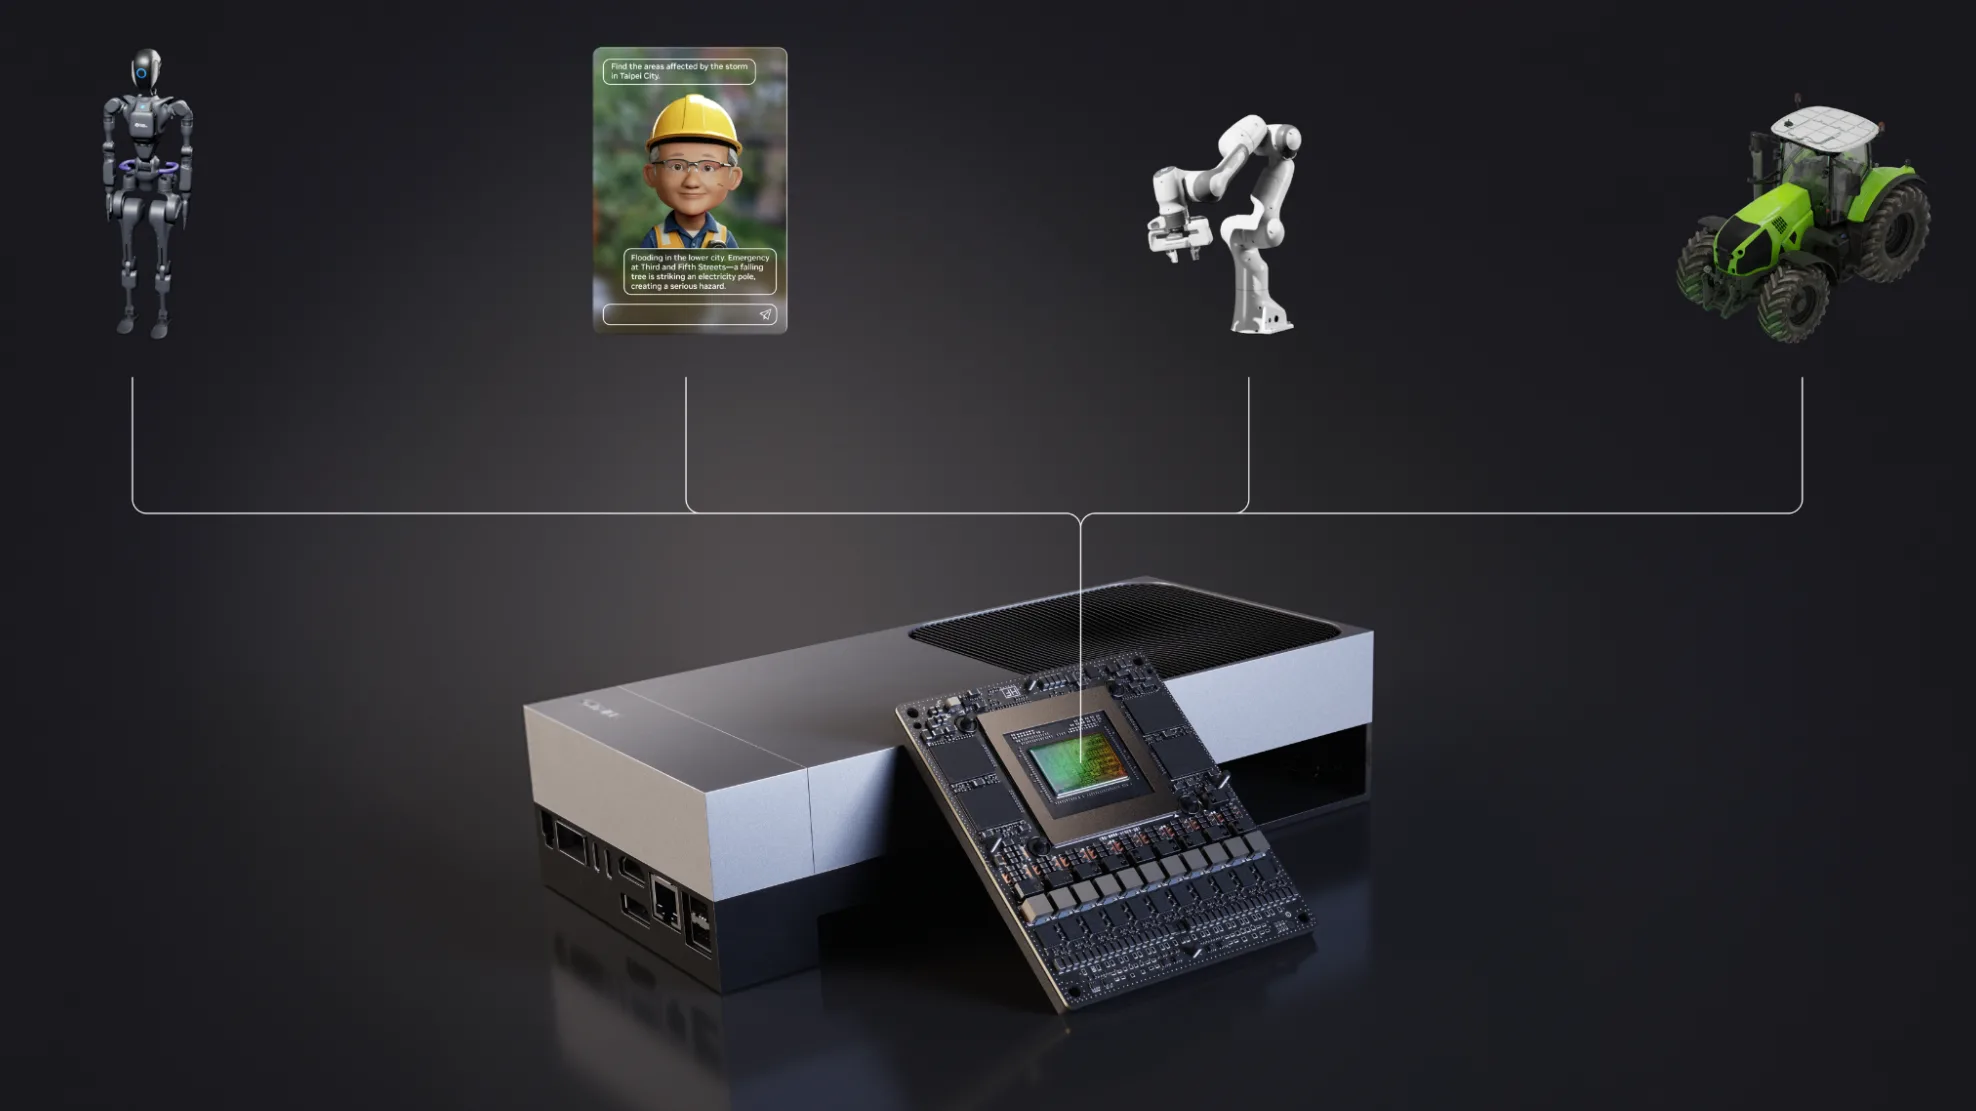 Find the areas affected by the storm
in Taipei City.
Flooding in the lower city. Emergency
at Third and Fifth Streets—a falling
tree is striking an electricity pole,
creating a serious hazard.